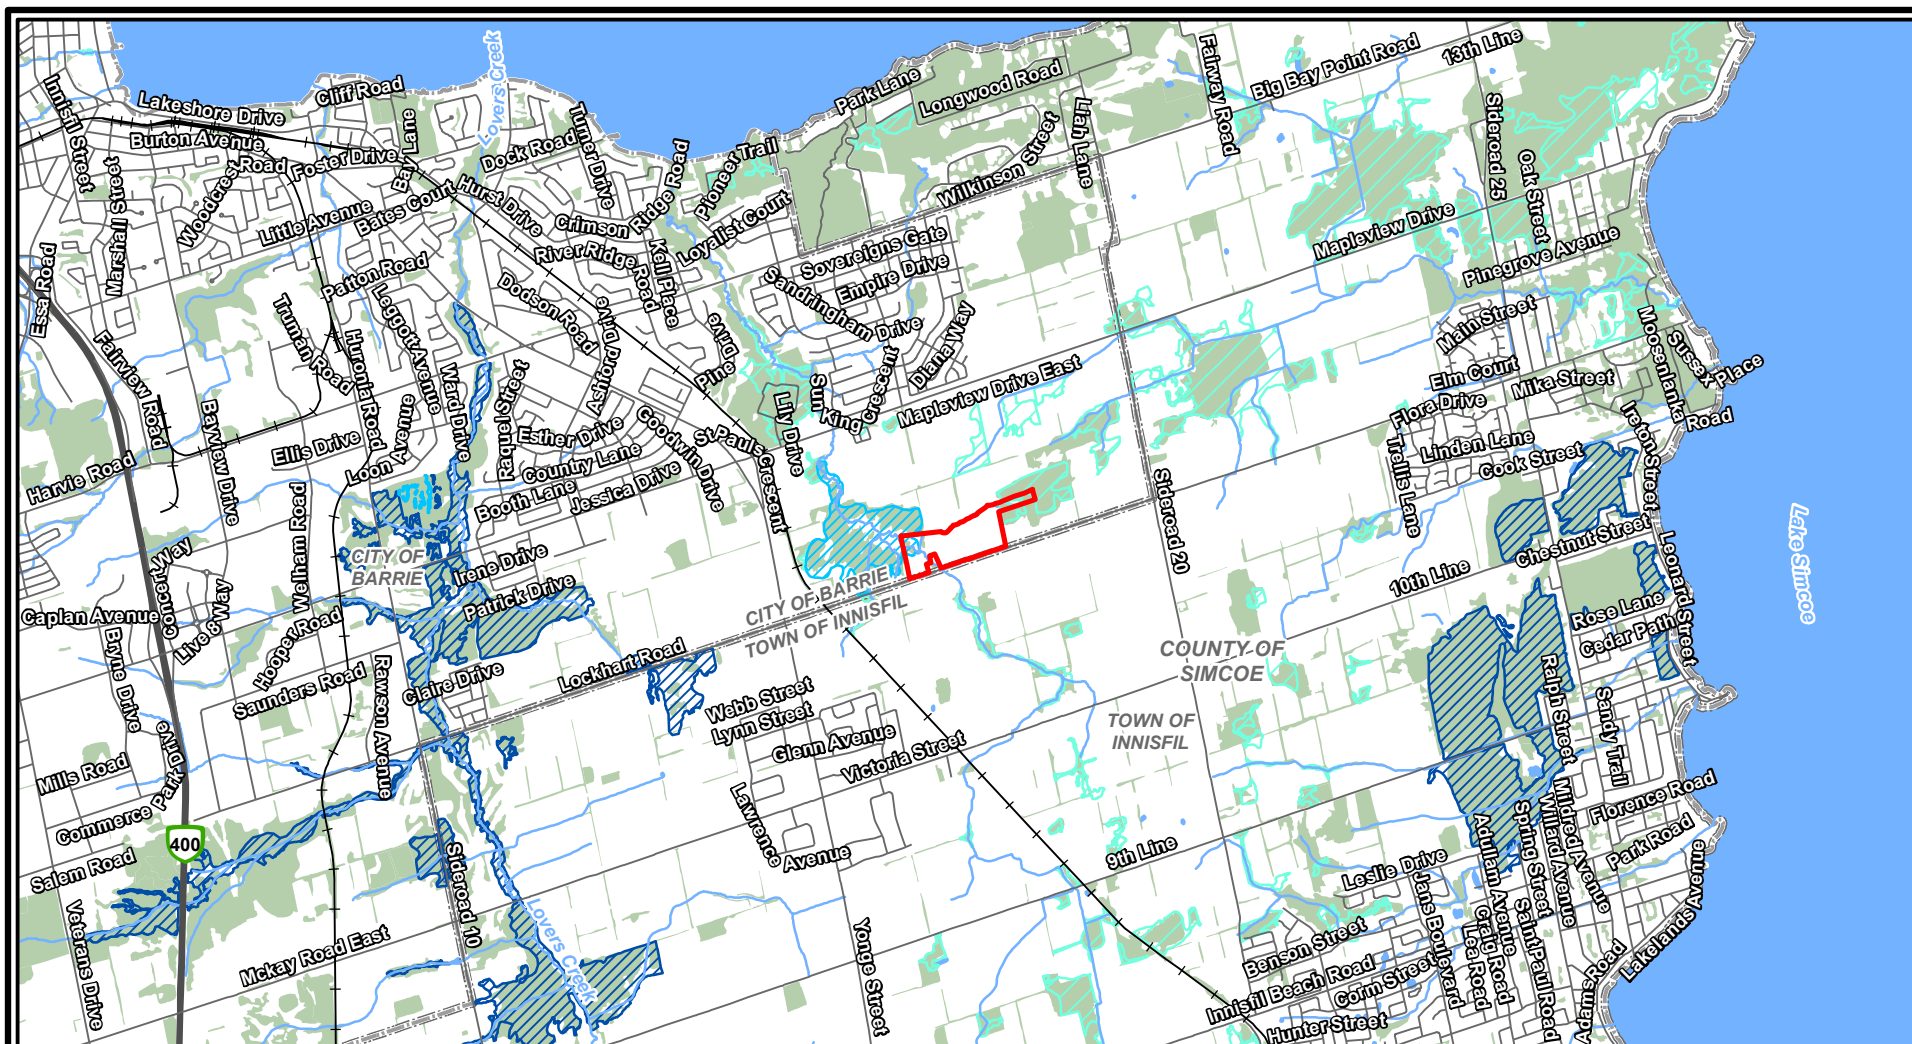 Innisfil Street
Lakeshore Drive
Cliff Road
Lovers Creek
Burton Avenue
Road
Foster Drive
Bay Lane
Dock Road
Turner Drive
Park Lane
Longwood Road
Lilah Lane
Fairway Road
Big Bay Point Road
13th Line
Sideroad 25
Oak Street
Marshall Street
Woodcrest
Little Avenue
Bates Court
Hurst Drive
Crimson Ridge Road
Pioneer Trail
Loyalist Court
Wilkinson Street
Sovereigns Gate
Empire Drive
Mapleview Drive
Pinegrove Avenue
Essa Road
Patton Road
River Ridge Road
Kell Place
Sandringham Drive
Diana Way
Dodson Road
Ashford Drive
Leggott Avenue
Truman Road
Huronia Road
Ward Drive
Fairview Road
Main Street
Moosenlanka Road
Sussex Place
Elm Court
Mika Street
Pine Drive
Sun King Crescent
Mapleview Drive East
Flora Drive
Linden Lane
Trellis Lane
Cook Street
Ireton Street
Bayview Drive
Ellis Drive
Loon Avenue
Esther Drive
Country Lane
Goodwin Drive
St Pauls Crescent
Lily Drive
Harvie Road
Booth Lane
Jessica Drive
Sideroad 20
Welham Road
CITY OF
BARRIE
Irene Drive
Patrick Drive
10th Line
Chestnut Street
Leonard Street
Lake Simcoe
Caplan Avenue
Concert Way
Live 8 Way
Hooper Road
CITY OF BARRIE
TOWN OF INNISFIL
Rose Lane
Cedar Path
Bryne Drive
Saunders Road
Rawson Avenue
Claire Drive
Lockhart Road
COUNTY OF
SIMCOE
Ralph Street
Sandy Trail
Webb Street
Lynn Street
Glenn Avenue
Victoria Street
TOWN OF
INNISFIL
Mills Road
Commerce Park Drive
400
Salem Road
Lawrence Avenue
9th Line
Florence Road
Park Road
Mildred Avenue
Willard Avenue
Spring Street
Adullam Avenue
Leslie Drive
Jans Boulevard
Sideroad 10
Veterans Drive
Mckay Road East
Lovers Creek
Yonge Street
Benson Street
Innisfil Beach Road
Corm Street
Hunter Street
Lea Road
Craig Road
Saint Paul Road
Adams Road
Lakelands Avenue